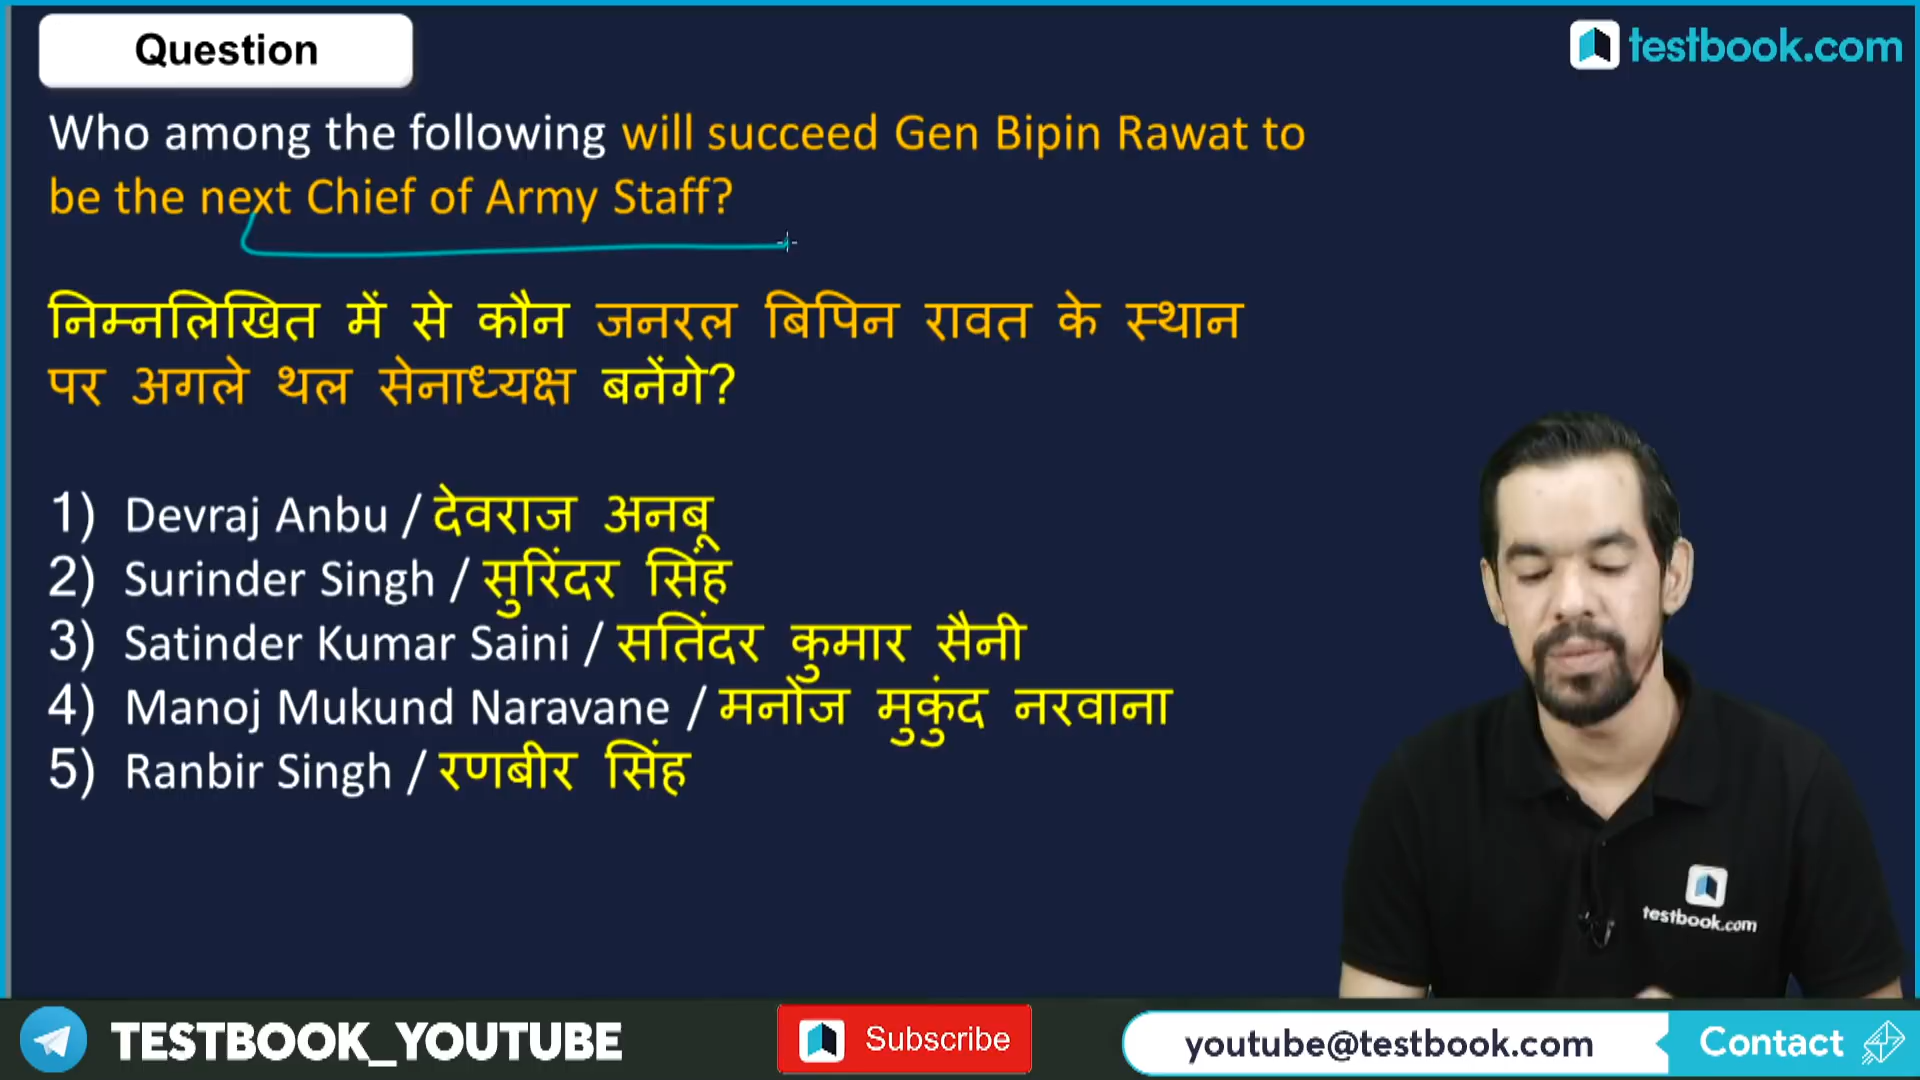 Question
testbook.com
Who among the following will succeed Gen Bipin Rawat to
be the next Chief of Army Staff?
निम्नलिखित में से कौन जनरल बिपिन रावत के स्थान
पर अगले थल सेनाध्यक्ष बनेंगे?
1) Devraj Anbu / देवराज अनबू
2) Surinder Singh / सुरिंदर सिंह
3) Satinder Kumar Saini / सतिंदर कुमार सैनी
4) Manoj Mukund Naravane / मनोज मुकुंद नरवाना
5) Ranbir Singh / रणबीर सिंह
testbook.com
TESTBOOK_YOUTUBE
Subscribe
youtube@testbook.com
Contact